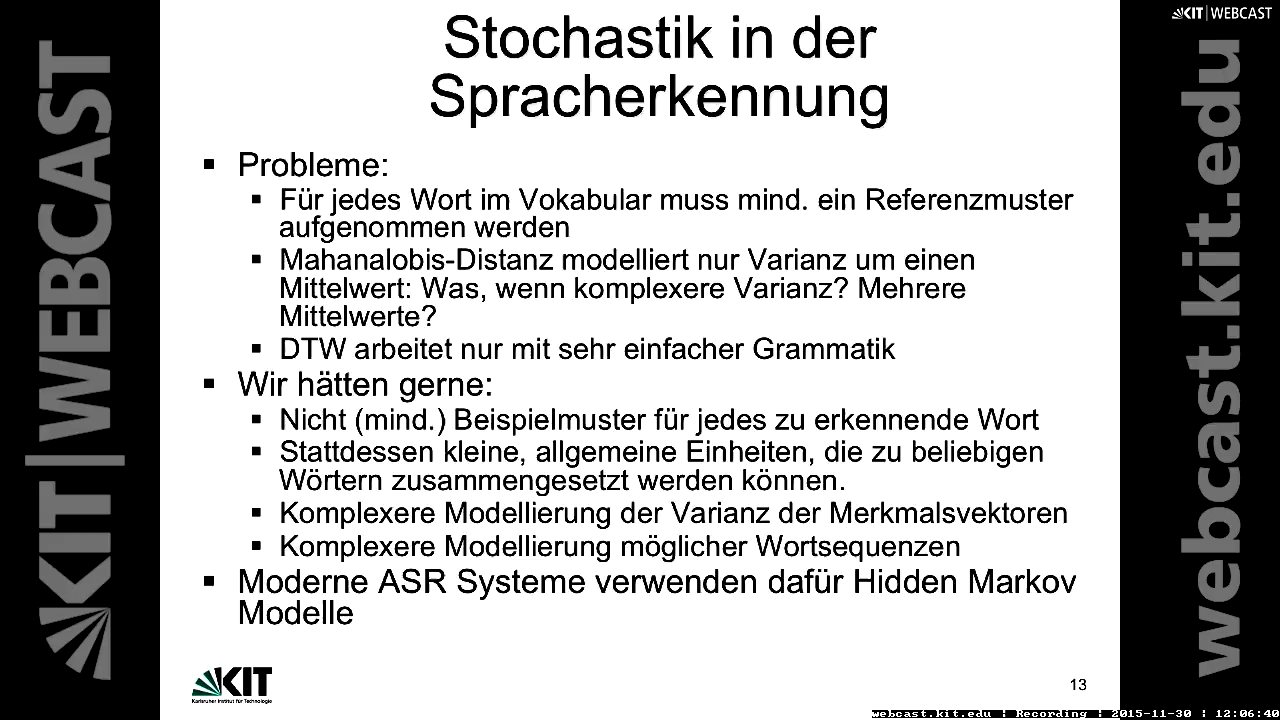 Stochastik in der
Spracherkennung
▪ Probleme:
▪ Für jedes Wort im Vokabular muss mind. ein Referenzmuster
aufgenommen werden
▪ Mahanalobis-Distanz modelliert nur Varianz um einen
Mittelwert: Was, wenn komplexere Varianz? Mehrere
Mittelwerte?
▪ DTW arbeitet nur mit sehr einfacher Grammatik
▪ Wir hätten gerne:
▪ Nicht (mind.) Beispielmuster für jedes zu erkennende Wort
▪ Stattdessen kleine, allgemeine Einheiten, die zu beliebigen
Wörtern zusammengesetzt werden können.
▪ Komplexere Modellierung der Varianz der Merkmalsvektoren
▪ Komplexere Modellierung möglicher Wortsequenzen
▪ Moderne ASR Systeme verwenden dafür Hidden Markov
Modelle
KIT
Karlsruher Institut für Technologie
13
KIT|WEBCAST
KIT|WEBCAST
webcast.kit.edu
webcast.kit.edu | Recording | 2015-11-30 | 12:06:40